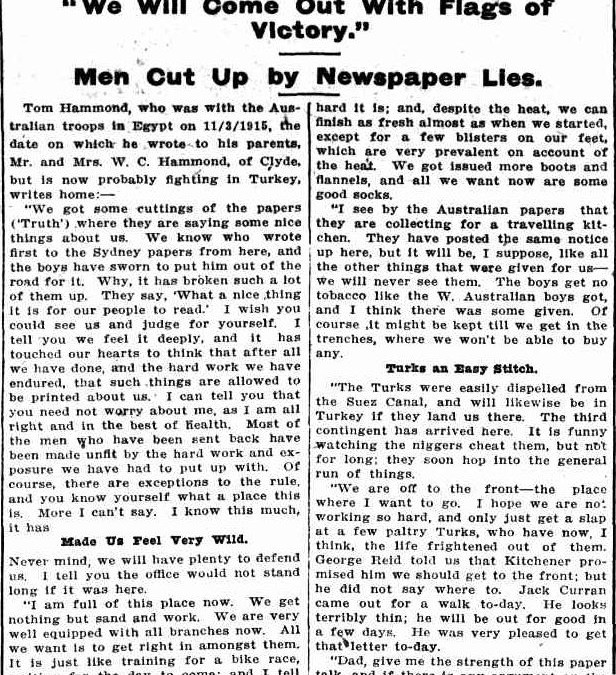 "We Will Come Out With Flags of
Victory."
Men Cut Up by Newspaper Lies.
Tom Hammond, who was with the Aus-
tralian troops in Egypt on 11/3/1915, the
date on which he wrote to his parents,
Mr. and Mrs. W. C. Hammond, of Clyde,
but is now probably fighting in Turkey,
writes home:—
"We got some cuttings of the papers
('Truth') where they are saying some nice
things about us. We know who wrote
first to the Sydney papers from here, and
the boys have sworn to put him out of the
road for it. Why, it has broken such a lot
of them up. They say, 'What a nice thing
it is for our people to read.' I wish you
could see us and judge for yourself. I
tell you we feel it deeply, and it has
touched our hearts to think that after all
we have done, and the hard work we have
endured, that such things are allowed to
be printed about us. I can tell you that
you need not worry about me, as I am all
right and in the best of health. Most of
the men who have been sent back have
been made unfit by the hard work and ex-
posure we have had to put up with. Of
course, there are exceptions to the rule,
and you know yourself what a place this
is. More I can't say. I know this much,
it has
Made Us Feel Very Wild.
Never mind, we will have plenty to defend
us. I tell you the office would not stand
long if it was here.
"I am full of this place now. We get
nothing but sand and work. We are very
well equipped with all branches now. All
we want is to get right in amongst them.
It is just like training for a bike race,
for the day to come; and I tell
hard it is; and, despite the heat, we can
finish as fresh almost as when we started,
except for a few blisters on our feet,
which are very prevalent on account of
the heat. We got issued more boots and
flannels, and all we want now are some
good socks.
"I see by the Australian papers that
they are collecting for a travelling kit-
chen. They have posted the same notice
up here, but it will be, I suppose, like all
the other things that were given for us—
we will never see them. The boys get no
tobacco like the W. Australian boys got,
and I think there was some given. Of
course it might be kept till we get in the
trenches, where we won't be able to buy
any.
Turks an Easy Stitch.
"The Turks were easily dispelled from
the Suez Canal, and will likewise be in
Turkey if they land us there. The third
contingent has arrived here. It is funny
watching the niggers cheat them, but not
for long; they soon hop into the general
run of things.
"We are off to the front—the place
where I want to go. I hope we are not
working so hard, and only just get a slap
at a few paltry Turks, who have now, I
think, the life frightened out of them.
George Reid told us that Kitchener pro-
mised him we should get to the front; but
he did not say where to. Jack Curran
came out for a walk to-day. He looks
terribly thin; he will be out for good in
a few days. He was very pleased to get
that letter to-day.
"Dad, give me the strength of this paper
talk, and if there is any argument on the